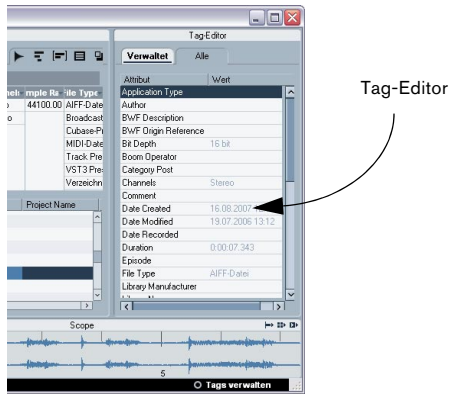 Tag-Editor
Verwaltet Alle
Attribut Wert
Application Type
mple Ra File Type
44100.00 AIFF-Date
Author
Broadcast
BWF Description
Cubase-Pr
BWF Origin Reference
MIDI-Date
Bit Depth 16 bit
Track Pre
Boom Operator
VST3 Pre
Category Post
Verzeichn
Channels Stereo
Comment
Project Name
Date Created 16.08.2007
Date Modified 19.07.2006 13:12
Date Recorded
Duration 0:00:07.343
Episode
File Type AIFF-Datei
Library Manufacturer
Scope
5
Tags verwalten
Tag-Editor